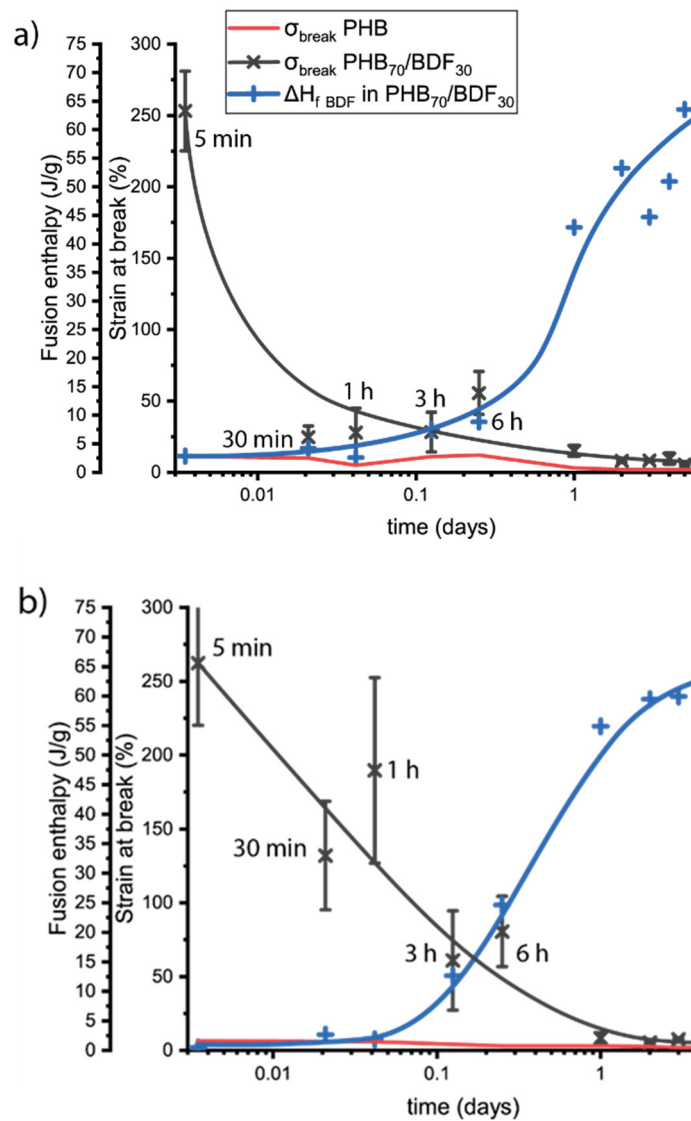 a)
σbreak PHB
σbreak PHB70/BDF30
ΔHf BDF in PHB70/BDF30
Fusion enthalpy (J/g)
75
70
65
60
55
50
45
40
35
30
25
20
15
10
5
0
Strain at break (%)
300
250
200
150
100
50
0
5 min
30 min
1 h
3 h
6 h
0.01
0.1
1
time (days)
b)
Fusion enthalpy (J/g)
75
70
65
60
55
50
45
40
35
30
25
20
15
10
5
0
Strain at break (%)
300
250
200
150
100
50
0
5 min
30 min
1 h
3 h
6 h
0.01
0.1
1
time (days)